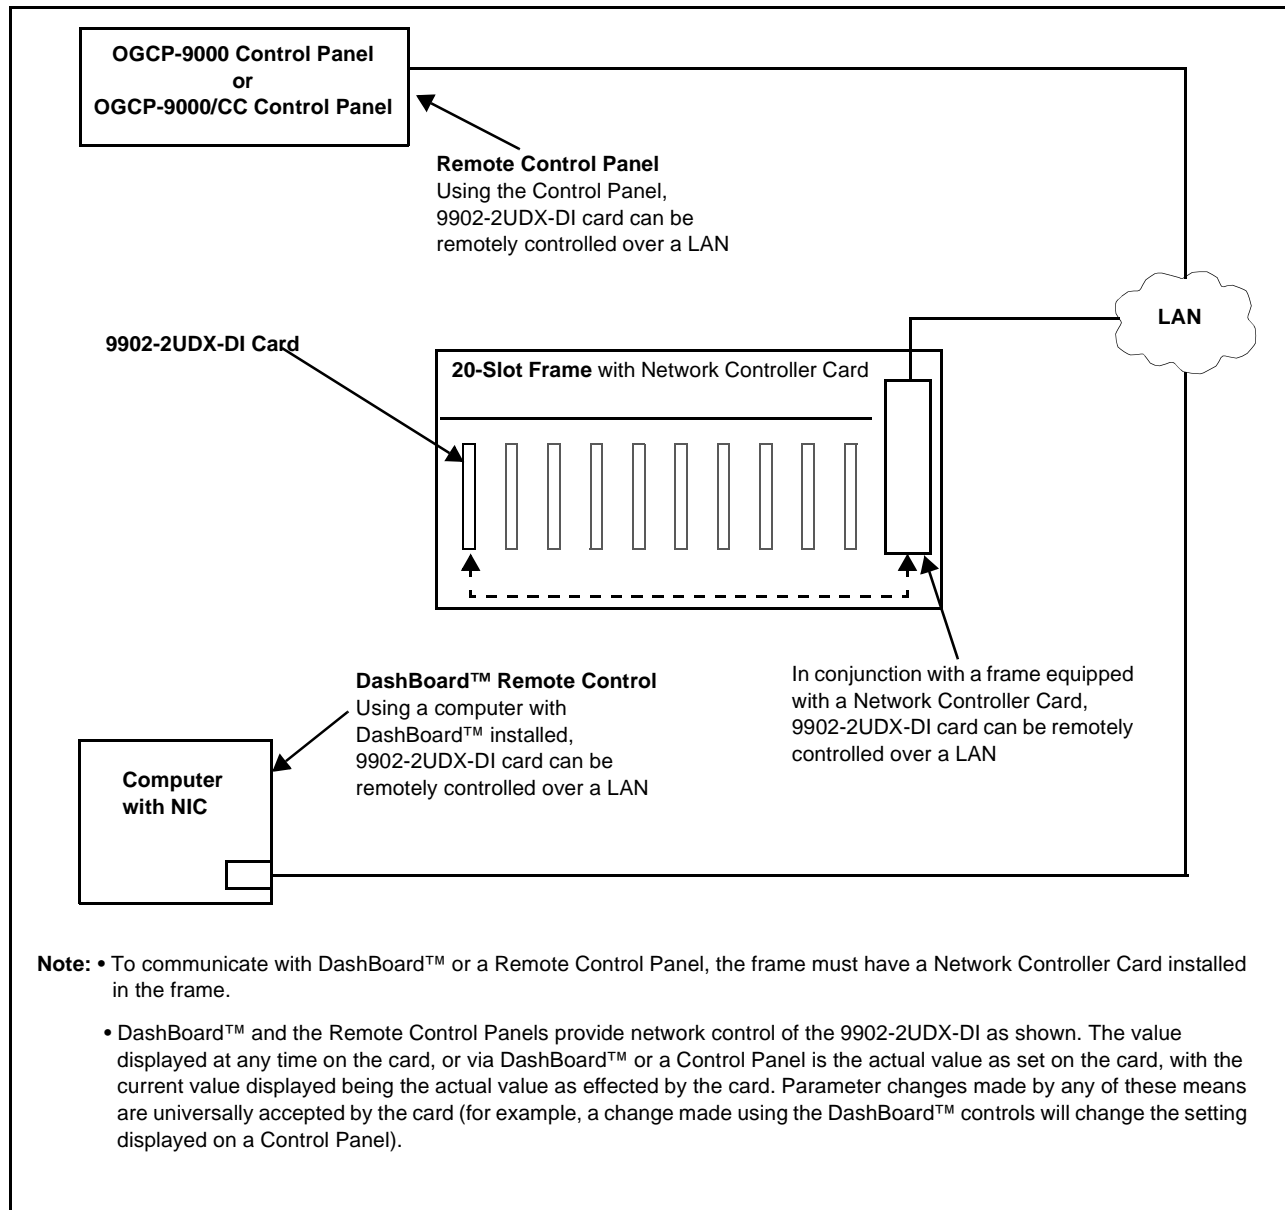 OGCP-9000 Control Panel
or
OGCP-9000/CC Control Panel
Remote Control Panel
Using the Control Panel,
9902-2UDX-DI card can be
remotely controlled over a LAN
LAN
9902-2UDX-DI Card
20-Slot Frame with Network Controller Card
DashBoard™ Remote Control
Using a computer with
DashBoard™ installed,
9902-2UDX-DI card can be
remotely controlled over a LAN
In conjunction with a frame equipped
with a Network Controller Card,
9902-2UDX-DI card can be remotely
controlled over a LAN
Computer
with NIC
Note: • To communicate with DashBoard™ or a Remote Control Panel, the frame must have a Network Controller Card installed
in the frame.
• DashBoard™ and the Remote Control Panels provide network control of the 9902-2UDX-DI as shown. The value
displayed at any time on the card, or via DashBoard™ or a Control Panel is the actual value as set on the card, with the
current value displayed being the actual value as effected by the card. Parameter changes made by any of these means
are universally accepted by the card (for example, a change made using the DashBoard™ controls will change the setting
displayed on a Control Panel).